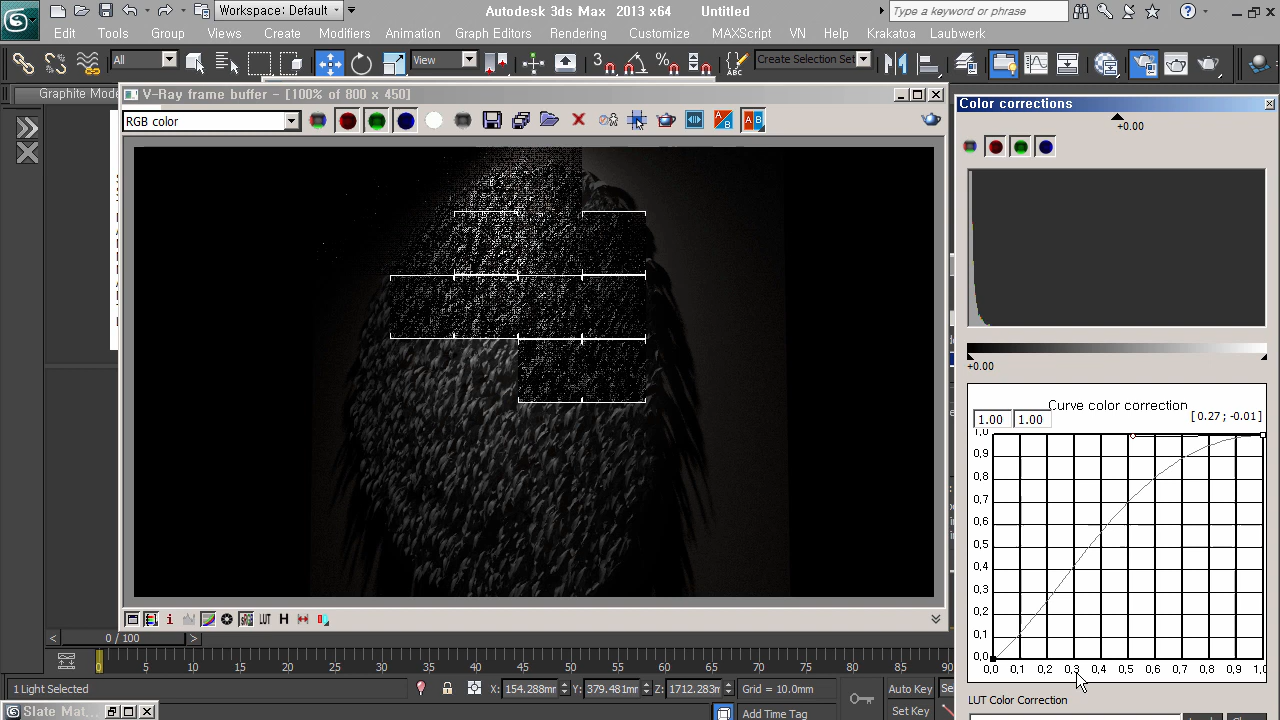 Workspace: Default
Autodesk 3ds Max 2013 x64 Untitled
Type a keyword or phrase
Edit Tools Group Views Create Modifiers Animation Graph Editors Rendering Customize MAXScript VN Help Krakatoa Laubwerk
All
View
Create Selection Set
Graphite Mode
V-Ray frame buffer - [100% of 800 x 450]
RGB color
Color corrections
+0.00
+0.00
Curve color correction
1.00 1.00
[0.27 ; -0.01]
1,0
0,9
0,8
0,7
0,6
0,5
0,4
0,3
0,2
0,1
0,0
0,0 0,1 0,2 0,3 0,4 0,5 0,6 0,7 0,8 0,9 1,0
LUT Color Correction
LUT H
0 / 100
0 5 10 15 20 25 30 35 40 45 50 55 60 65 70 75 80 85 90
1 Light Selected
X: 154.288mm Y: 379.481mm Z: 1712.283m
Grid = 10.0mm
Auto Key
Set Key
Add Time Tag
Slate Mat...